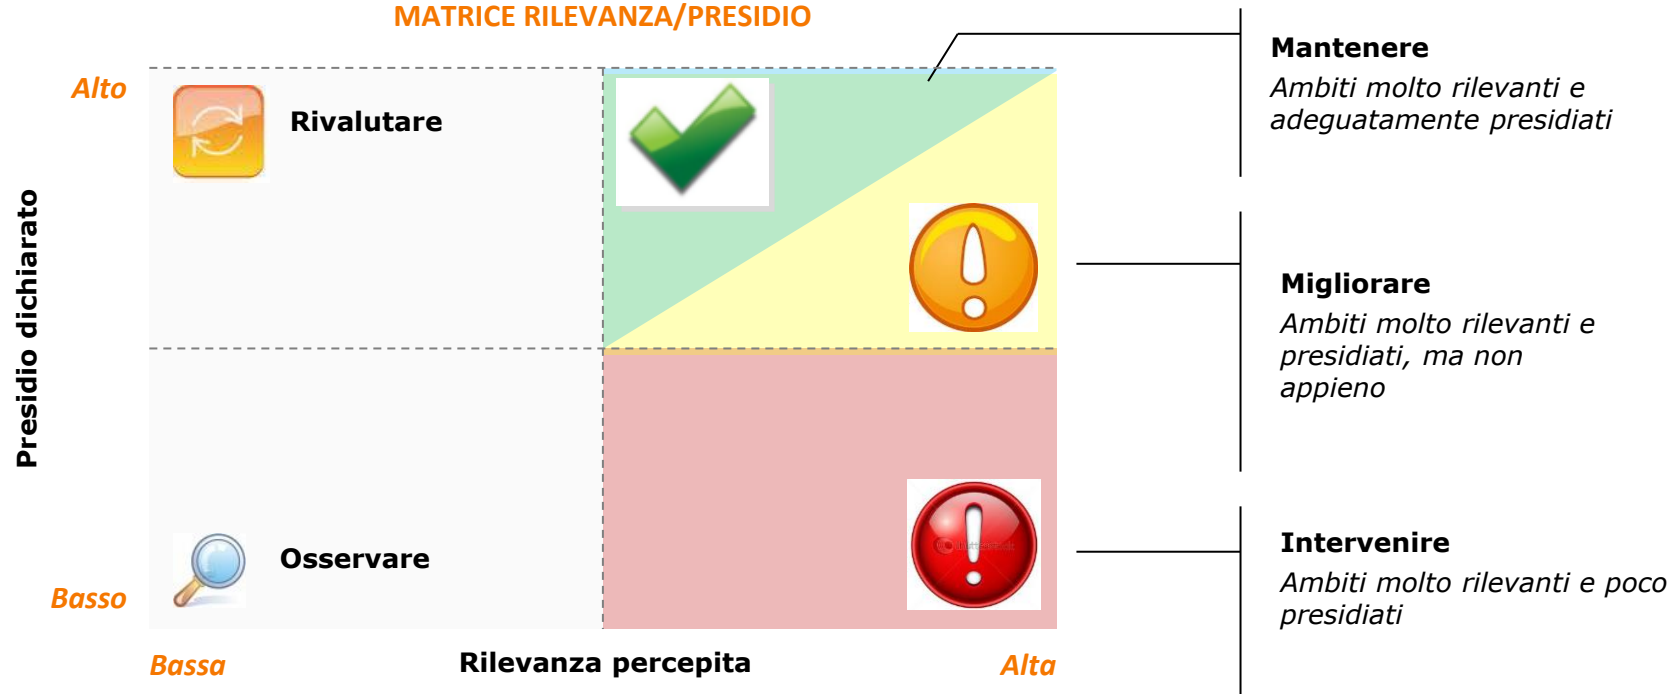 MATRICE RILEVANZA/PRESIDIO
Alto
Rivalutare
Presidio dichiarato
Osservare
Basso
Bassa
Rilevanza percepita
Alta
Mantenere
Ambiti molto rilevanti e
adeguatamente presidiati
Migliorare
Ambiti molto rilevanti e
presidiati, ma non
appieno
Intervenire
Ambiti molto rilevanti e poco
presidiati